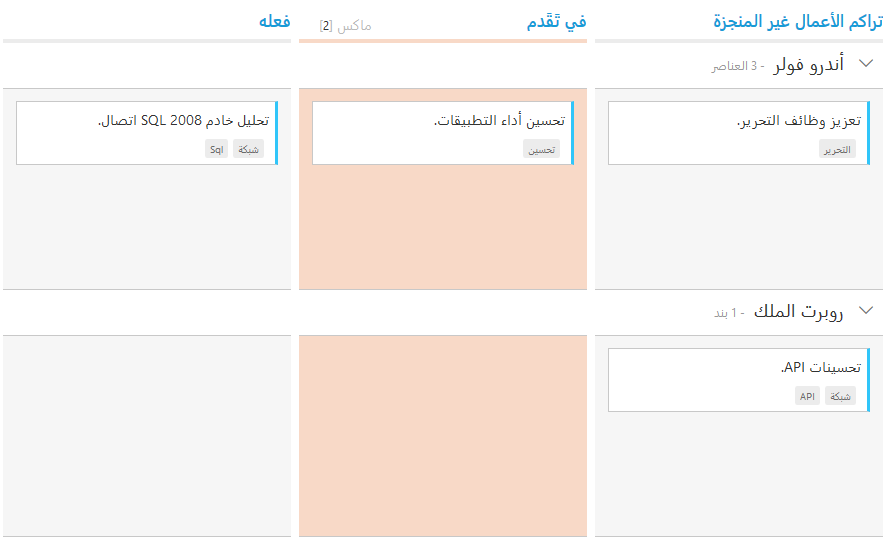 تراكم الأعمال غير المنجزة
في تَقَدم
ماكس [2]
فعله
أندرو فولر - 3 العناصر
تعزيز وظائف التحرير.
التحرير
تحسين أداء التطبيقات.
تحسين
تحليل خادم SQL 2008 اتصال.
شبكة Sql
روبرت الملك - 1 بند
تحسينات API.
شبكة API